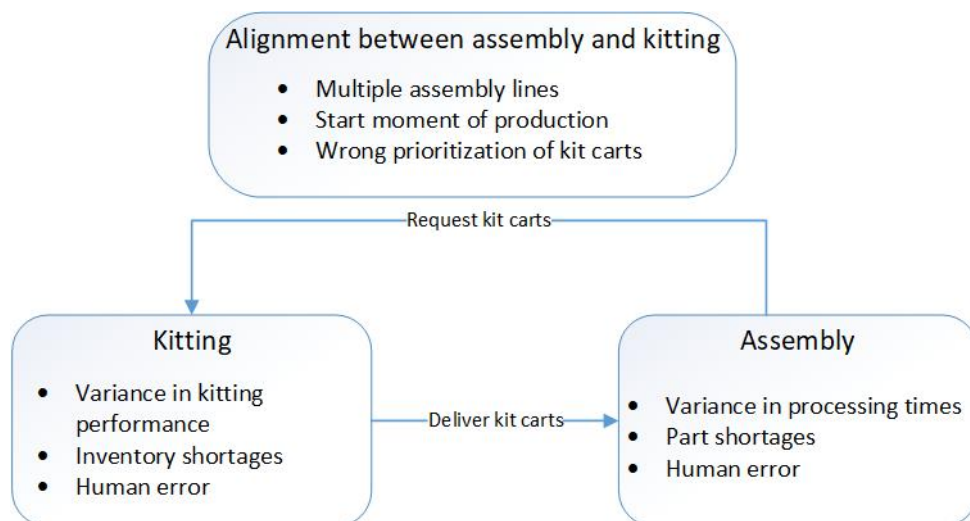 Alignment between assembly and kitting
• Multiple assembly lines
• Start moment of production
• Wrong prioritization of kit carts
Request kit carts
Kitting
• Variance in kitting
performance
• Inventory shortages
• Human error
Deliver kit carts
Assembly
• Variance in processing times
• Part shortages
• Human error